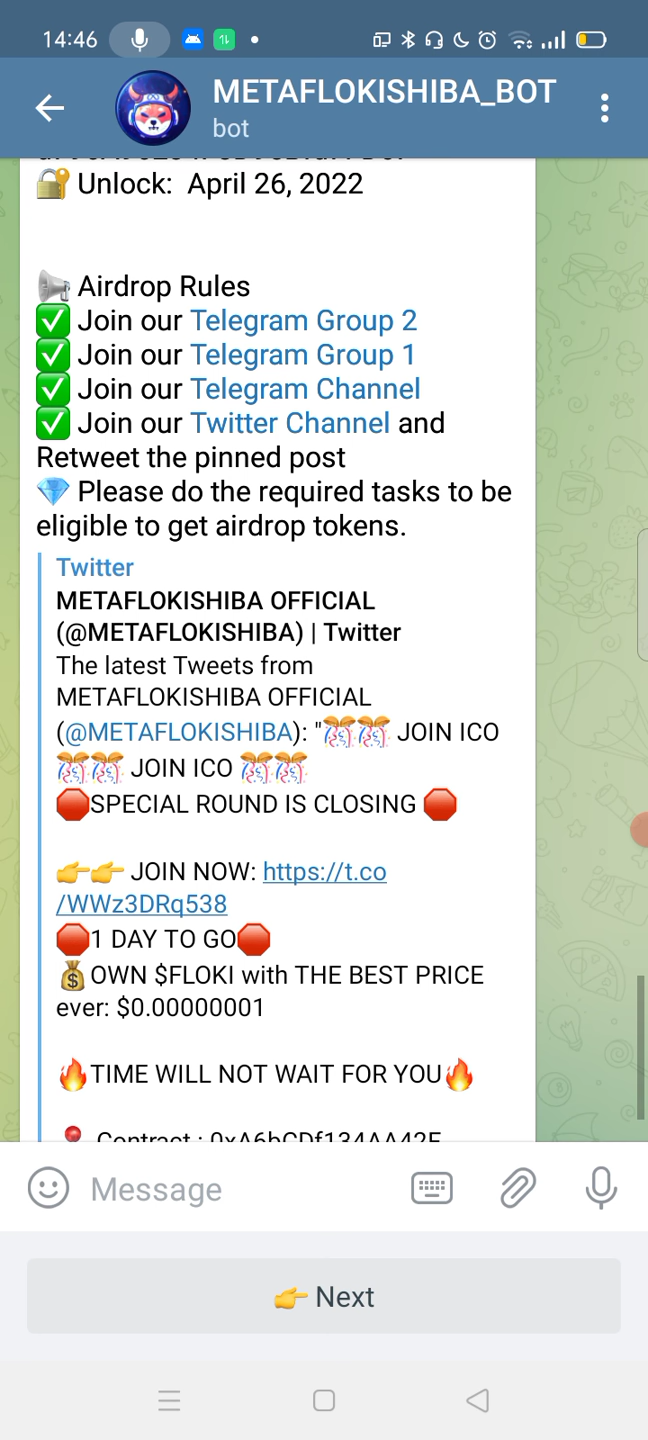 14:46
METAFLOKISHIBA_BOT
bot
🔐 Unlock:  April 26, 2022
📢 Airdrop Rules
✅ Join our Telegram Group 2
✅ Join our Telegram Group 1
✅ Join our Telegram Channel
✅ Join our Twitter Channel and
Retweet the pinned post
💎 Please do the required tasks to be
eligible to get airdrop tokens.
Twitter
METAFLOKISHIBA OFFICIAL
(@METAFLOKISHIBA) | Twitter
The latest Tweets from
METAFLOKISHIBA OFFICIAL
(@METAFLOKISHIBA): "🎊🎊 JOIN ICO
🎊🎊 JOIN ICO 🎊🎊
🛑SPECIAL ROUND IS CLOSING 🛑
👉👉 JOIN NOW: https://t.co
/WWz3DRq538
🛑1 DAY TO GO🛑
💰OWN $FLOKI with THE BEST PRICE
ever: $0.00000001
🔥TIME WILL NOT WAIT FOR YOU🔥
📍 Contract :
Message
👉 Next